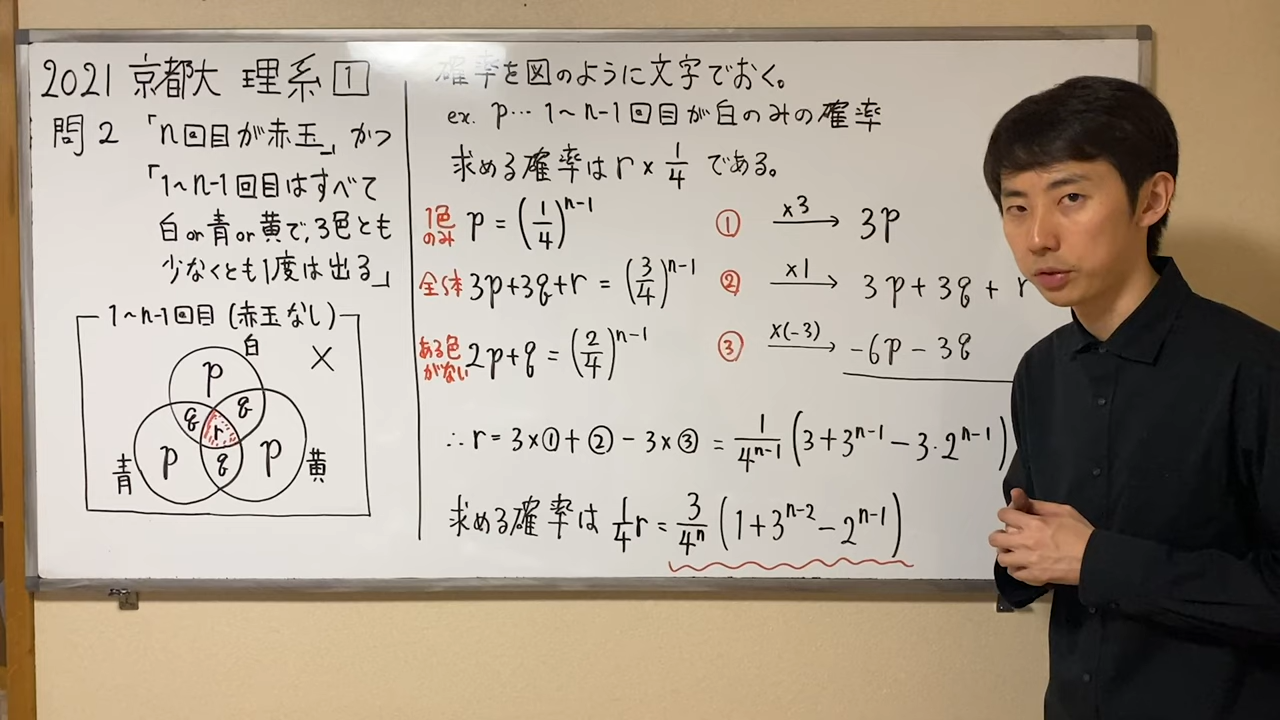 2021 京都大 理系 1
問2 「n回目が赤玉」かつ
「1~n-1回目はすべて
白or青or黄で,3色とも
少なくとも1度は出る」
1~n-1回目 (赤玉なし)
白
×
p
q
q
r
p
q
p
青
黄
確率を図のように文字でおく。
ex. p… 1~n-1回目が白のみの確率
求める確率は r × 1/4 である。
1色のみ p = (1/4)^{n-1} ① ×3 → 3p
全体 3p+3q+r = (3/4)^{n-1} ② ×1 → 3p+3q+r
ある色がない 2p+q = (2/4)^{n-1} ③ ×(-3) → -6p-3q
∴ r = 3×①+②-3×③ = 1/4^{n-1} (3+3^{n-1}-3·2^{n-1})
求める確率は 1/4 r = 3/4^n (1+3^{n-2}-2^{n-1})